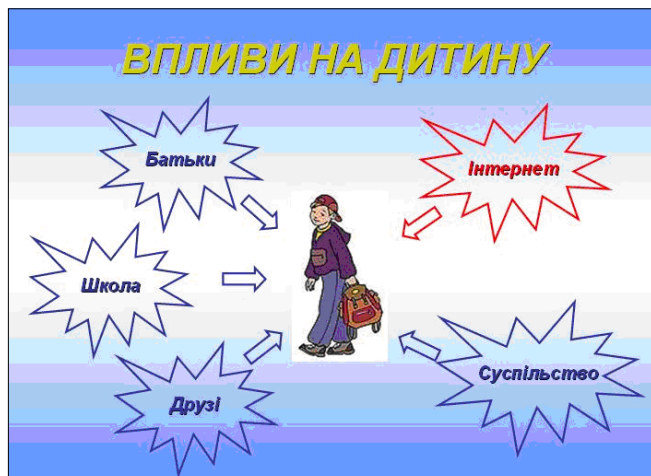 ВПЛИВИ НА ДИТИНУ
Батьки
Інтернет
Школа
Друзі
Суспільство